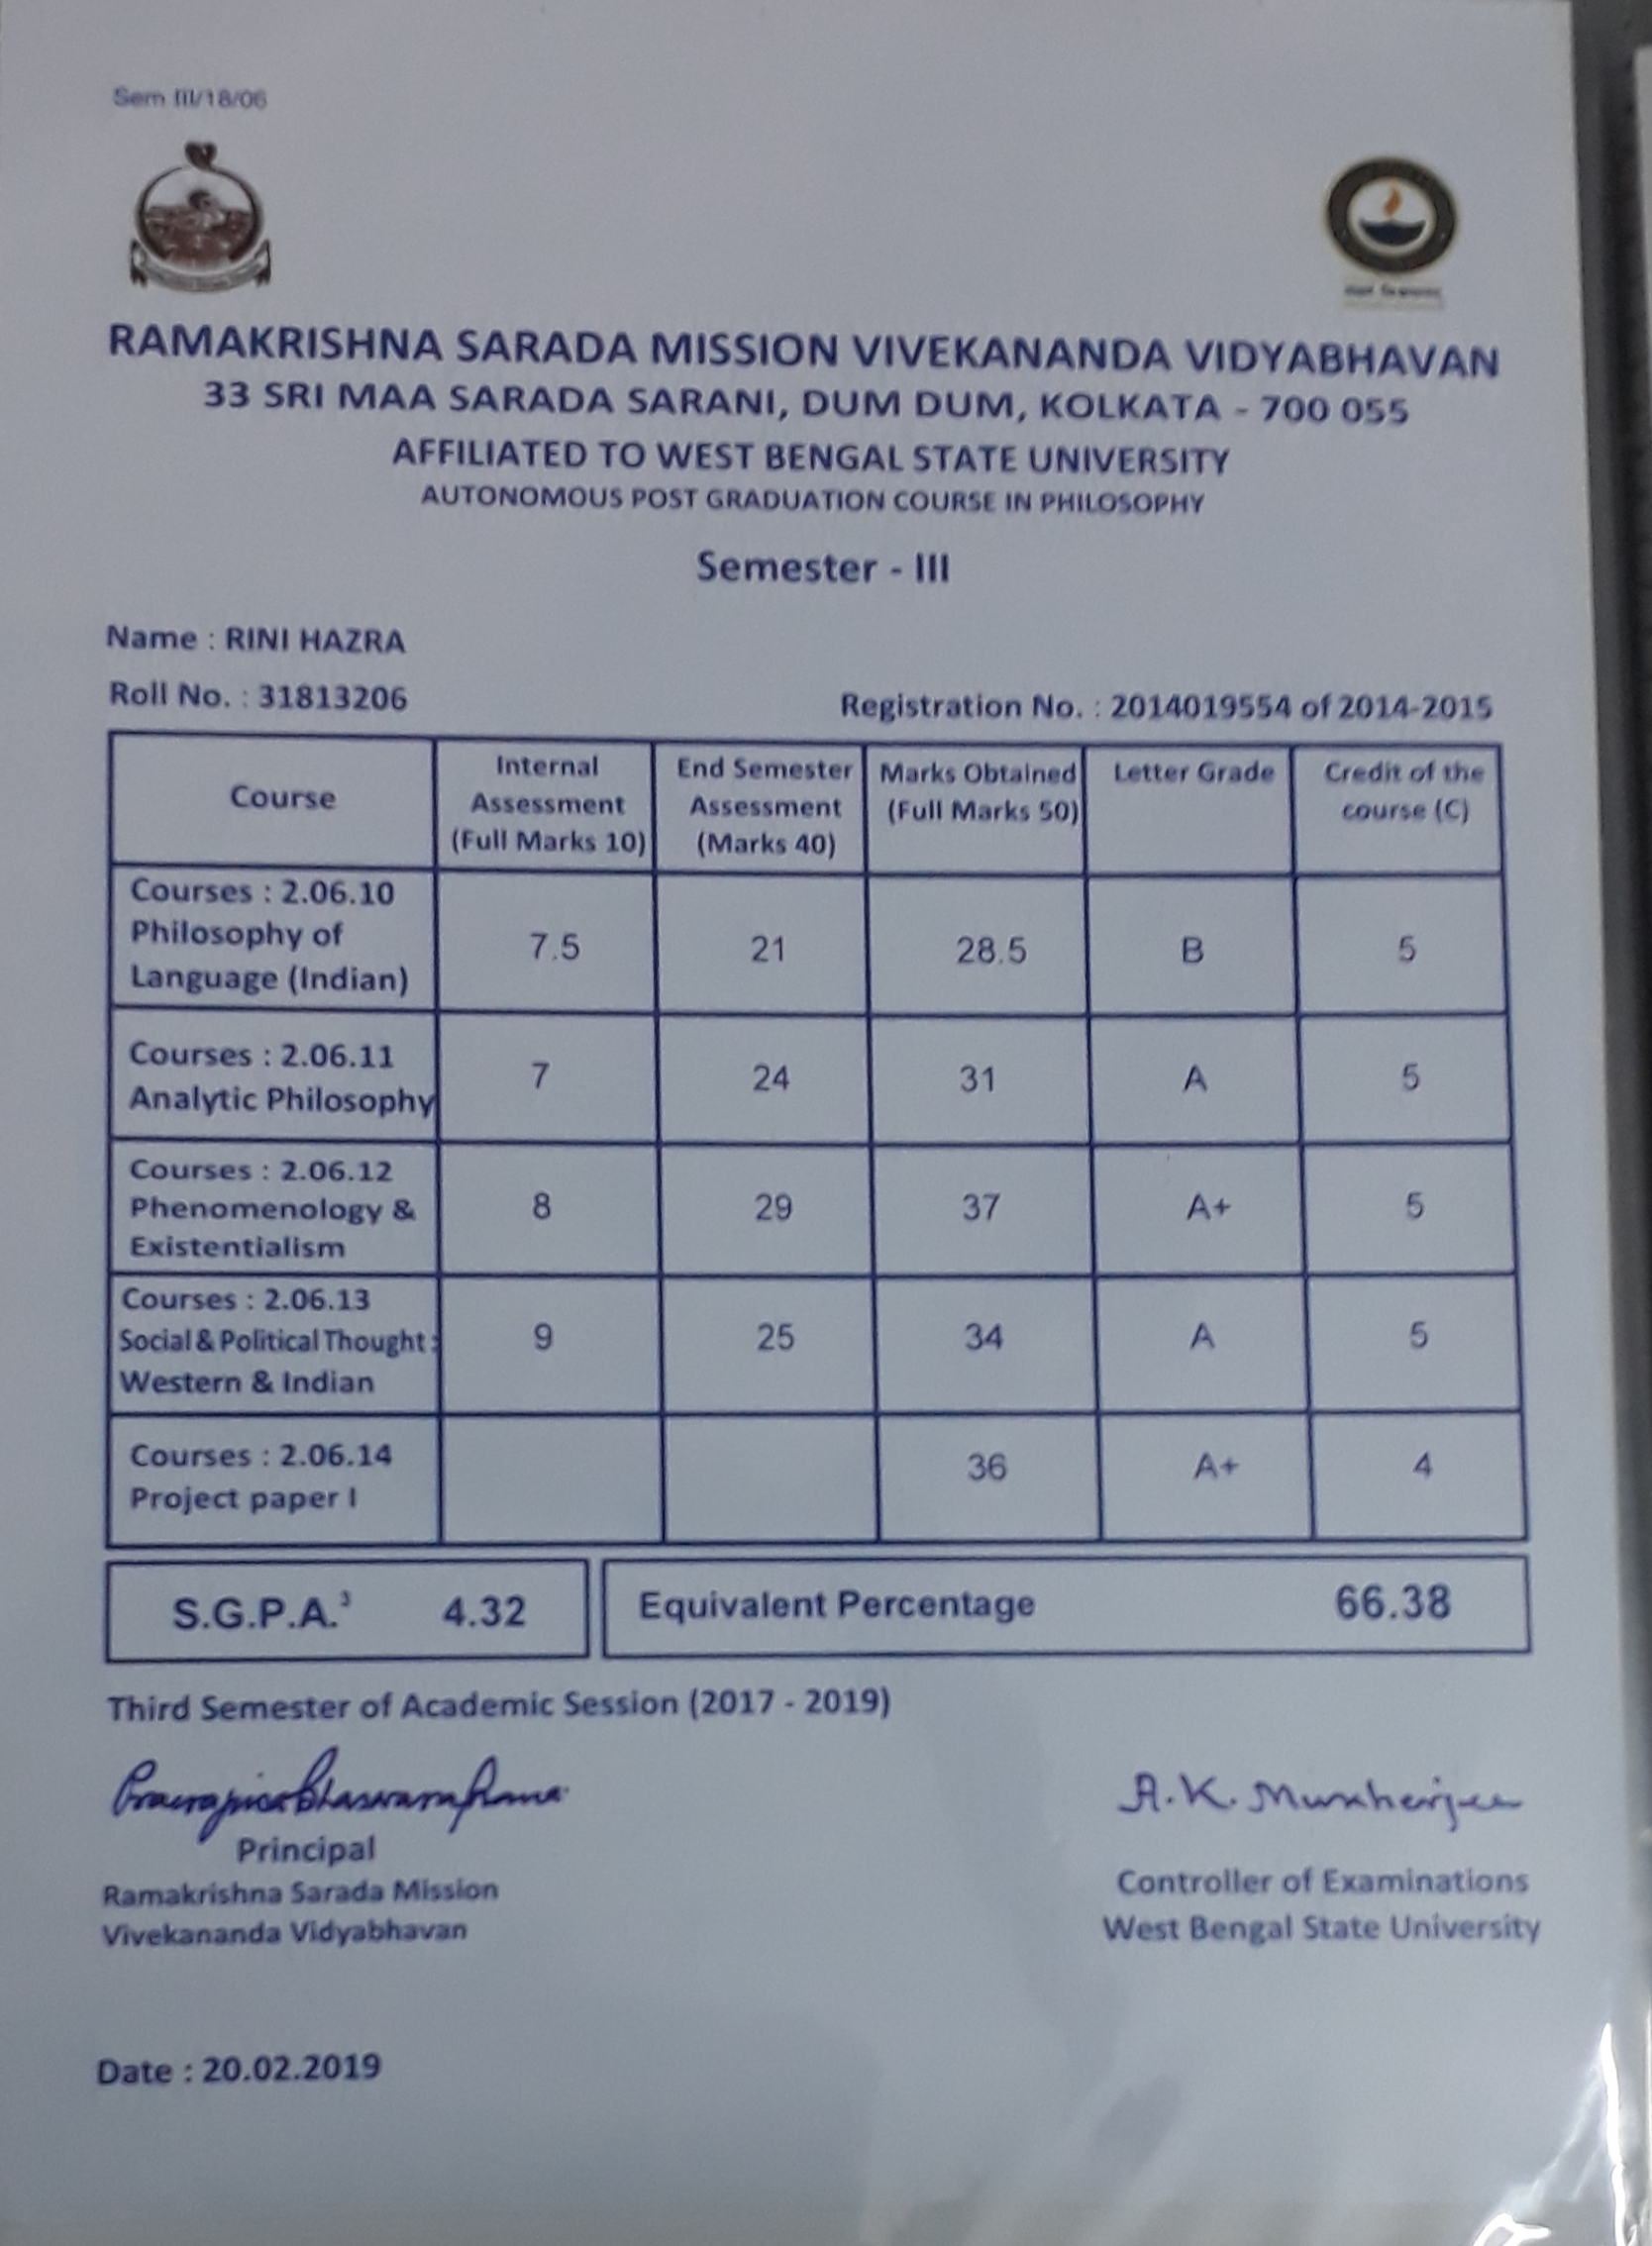 Sem III/18/06
RAMAKRISHNA SARADA MISSION VIVEKANANDA VIDYABHAVAN
33 SRI MAA SARADA SARANI, DUM DUM, KOLKATA - 700 055
AFFILIATED TO WEST BENGAL STATE UNIVERSITY
AUTONOMOUS POST GRADUATION COURSE IN PHILOSOPHY
Semester - III
Name : RINI HAZRA
Roll No. : 31813206
Registration No. : 2014019554 of 2014-2015
Course
Internal
Assessment
(Full Marks 10)
End Semester
Assessment
(Marks 40)
Marks Obtained
(Full Marks 50)
Letter Grade
Credit of the
course (C)
Courses : 2.06.10
Philosophy of
Language (Indian)
7.5
21
28.5
B
5
Courses : 2.06.11
Analytic Philosophy
7
24
31
A
5
Courses : 2.06.12
Phenomenology &
Existentialism
8
29
37
A+
5
Courses : 2.06.13
Social & Political Thought :
Western & Indian
9
25
34
A
5
Courses : 2.06.14
Project paper I
36
A+
4
S.G.P.A.³ 4.32
Equivalent Percentage 66.38
Third Semester of Academic Session (2017 - 2019)
A.K. Mukherjee
Principal
Ramakrishna Sarada Mission
Vivekananda Vidyabhavan
Controller of Examinations
West Bengal State University
Date : 20.02.2019